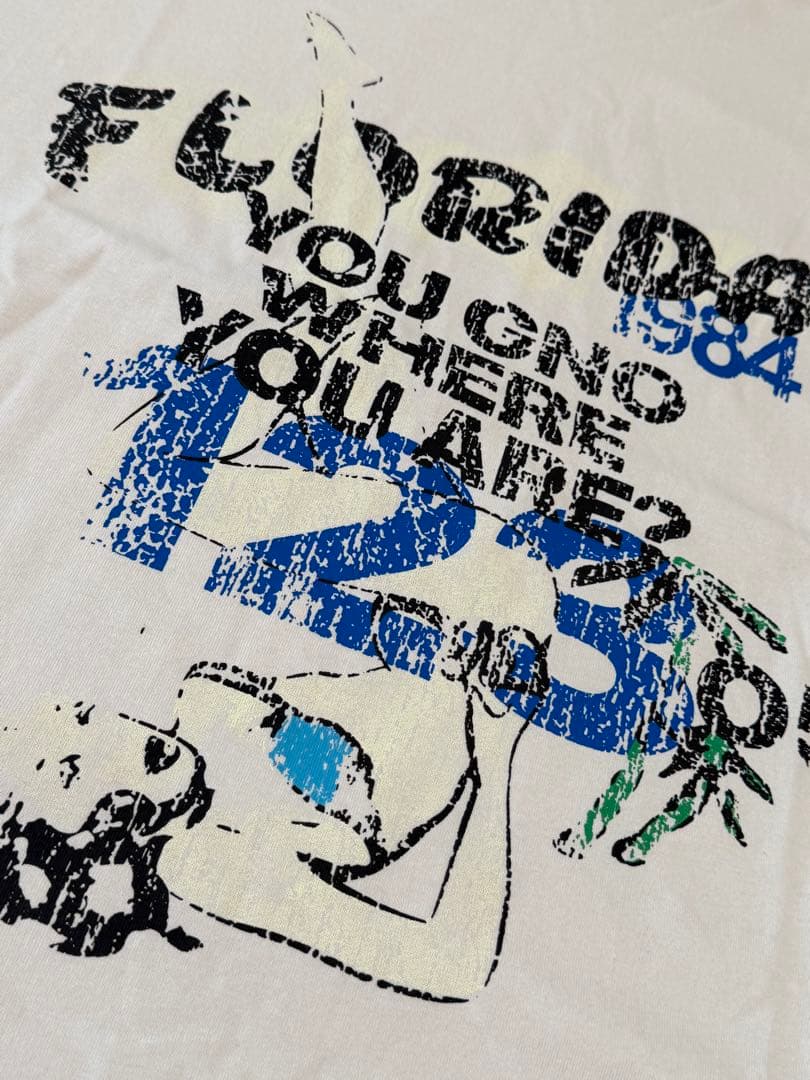 FLORIDA
1984
YOU GNO
WHERE
YOU ARE?
123